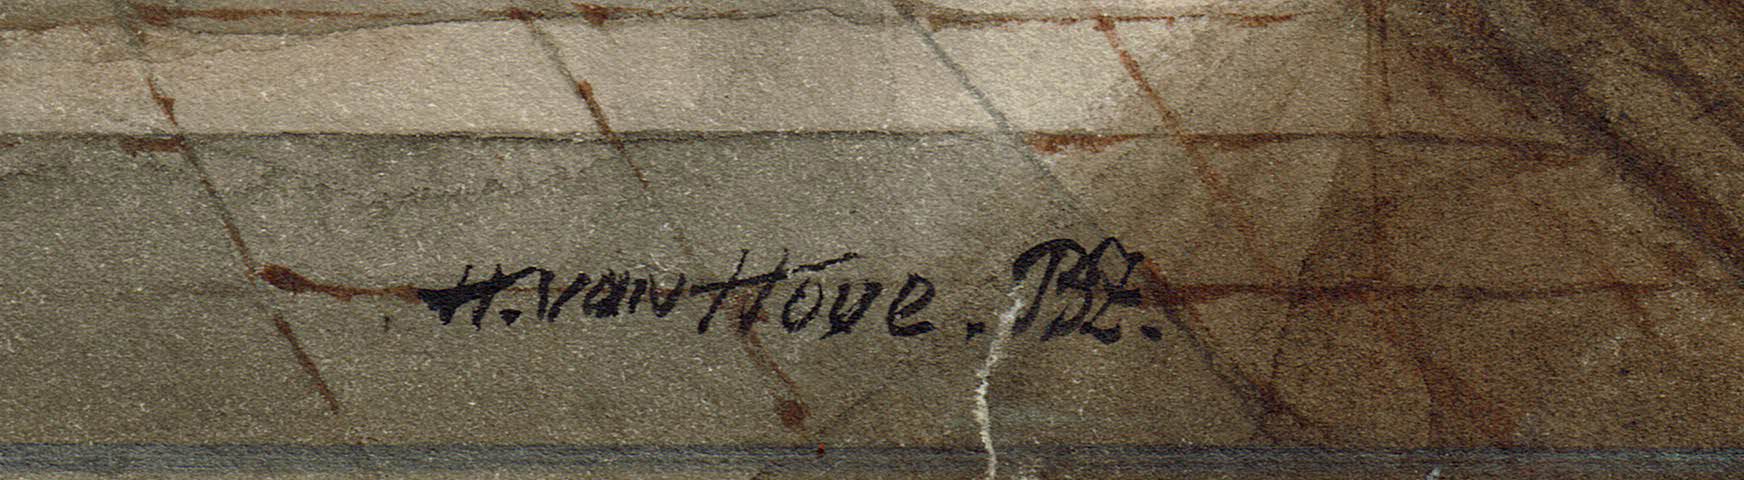 H. van Hove. BZ.